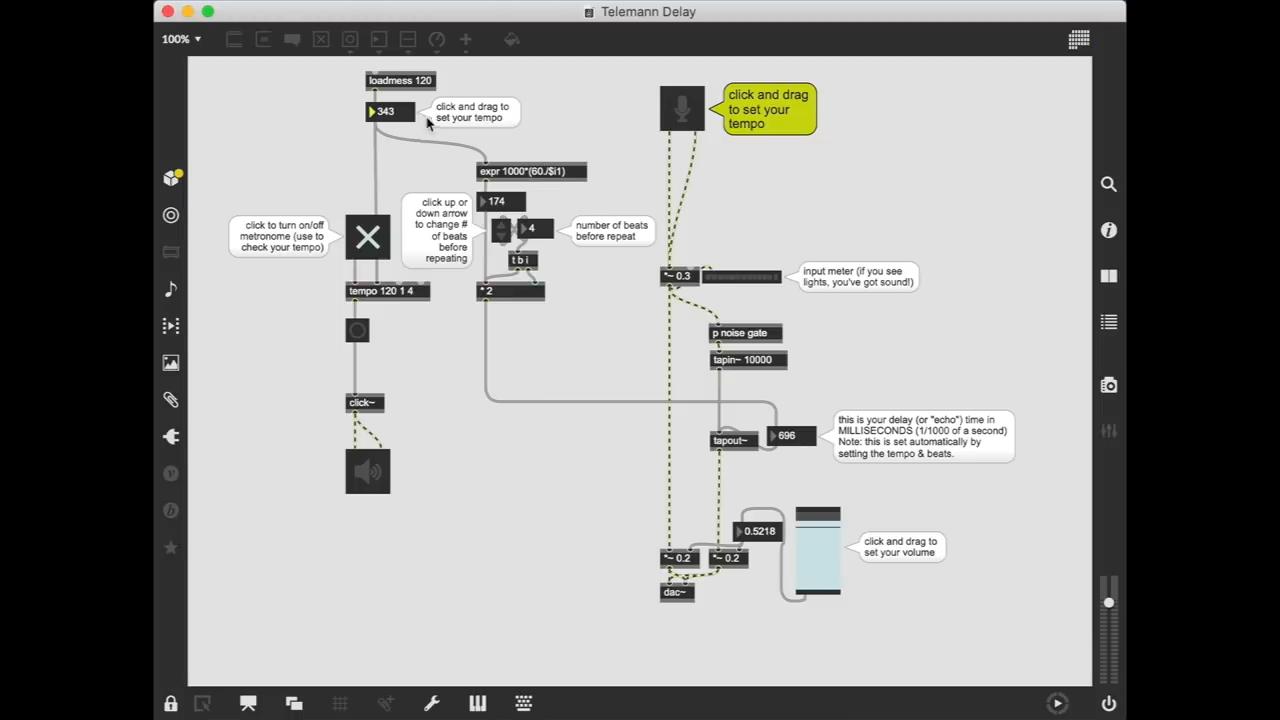 Telemann Delay
100%
loadmess 120
343
click and drag to
set your tempo
click and drag
to set your
tempo
expr 1000*(60./$i1)
174
click up or
down arrow
to change #
of beats
before
repeating
4
number of beats
before repeat
click to turn on/off
metronome (use to
check your tempo)
t b i
tempo 120 1 4
* 2
*~ 0.3
input meter (if you see
lights, you've got sound!)
p noise gate
tapin~ 10000
click~
tapout~
696
this is your delay (or "echo") time in
MILLISECONDS (1/1000 of a second)
Note: this is set automatically by
setting the tempo & beats.
0.5218
click and drag to
set your volume
*~ 0.2
*~ 0.2
dac~